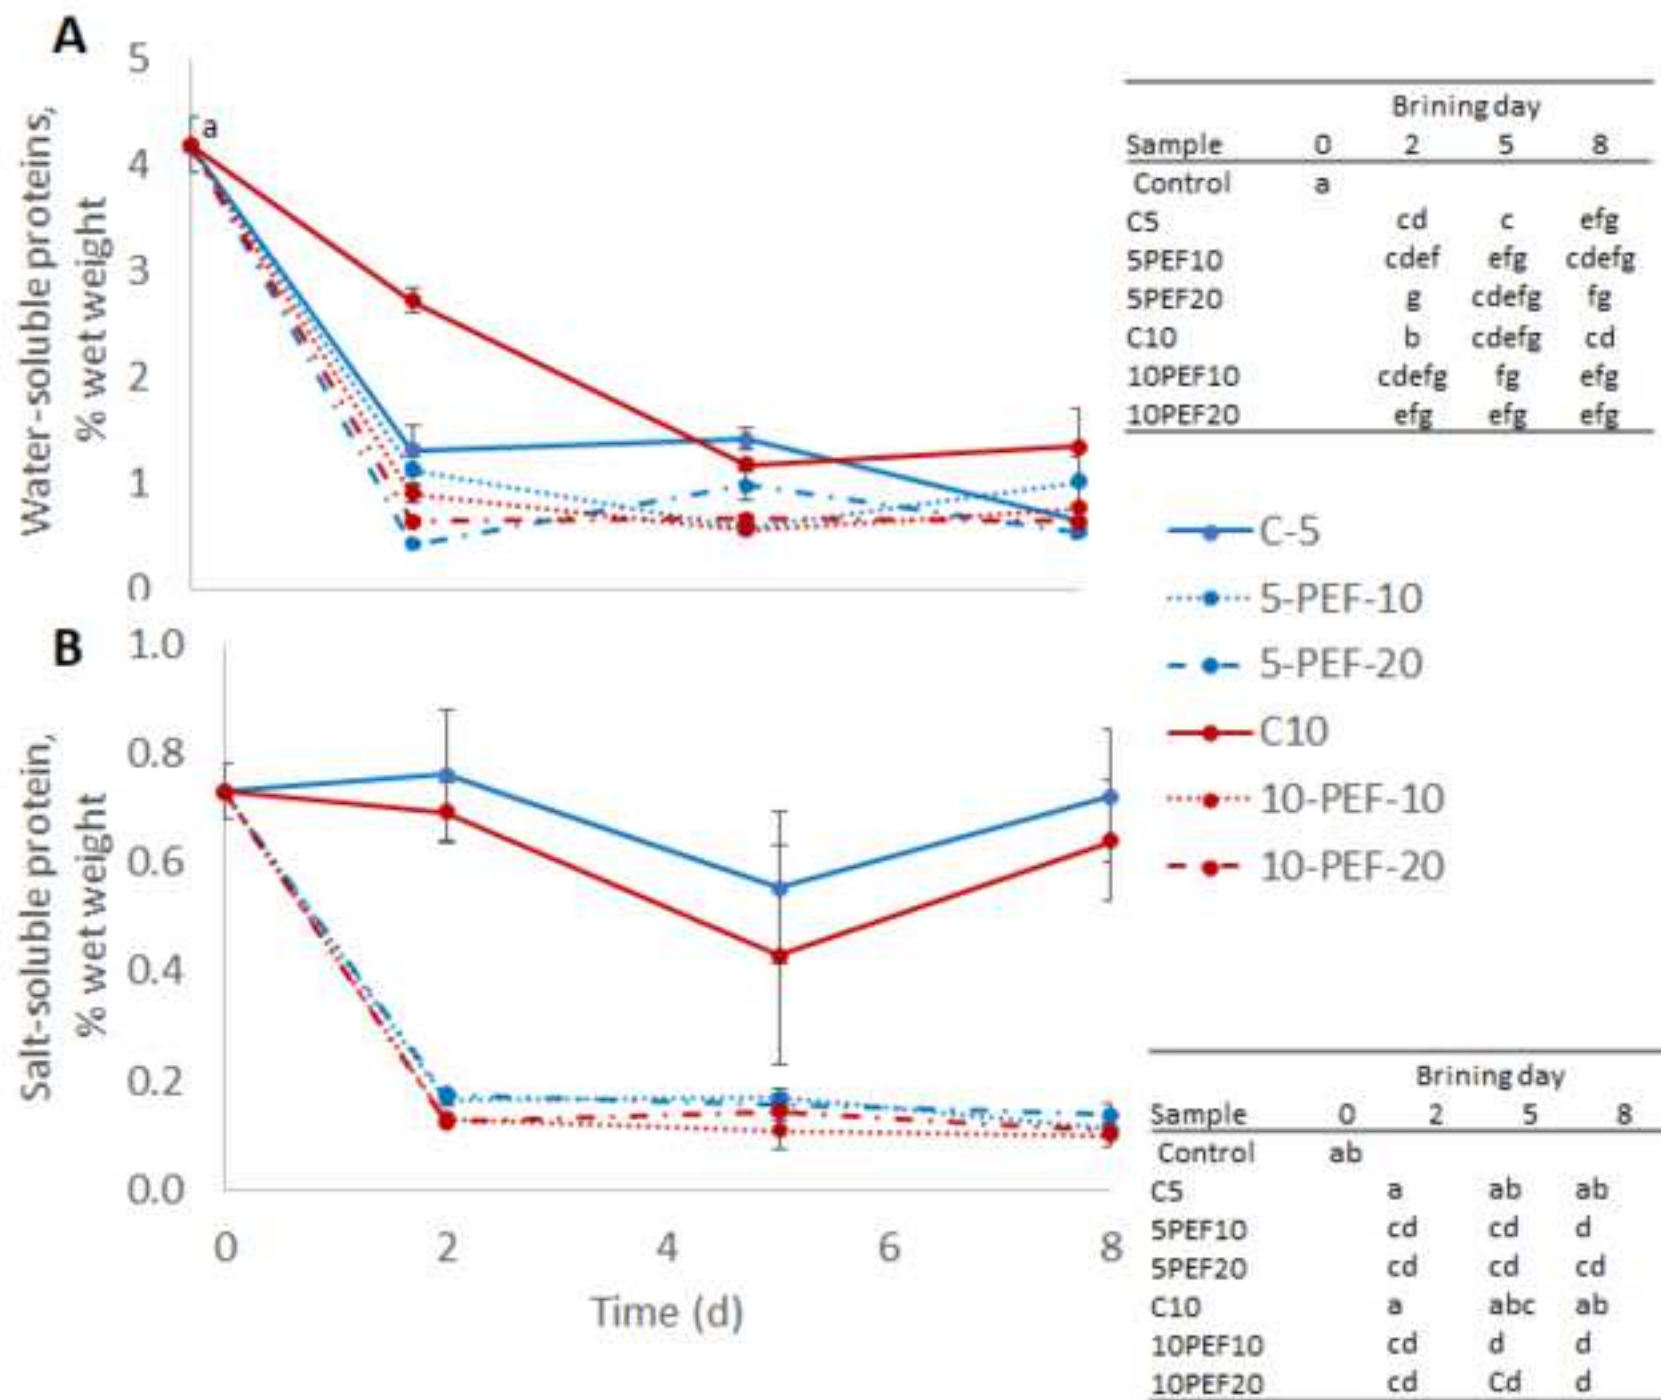 A
5
4
3
2
1
0
Water-soluble proteins,
% wet weight
a
Brining day
Sample 0 2 5 8
Control a
C5 cd c efg
5PEF10 cdef efg cdefg
5PEF20 g cdefg fg
C10 b cdefg cd
10PEF10 cdefg fg efg
10PEF20 efg efg efg
C-5
5-PEF-10
5-PEF-20
C10
10-PEF-10
10-PEF-20
B
1.0
0.8
0.6
0.4
0.2
0.0
Salt-soluble protein,
% wet weight
0 2 4 6 8
Time (d)
Brining day
Sample 0 2 5 8
Control ab
C5 a ab ab
5PEF10 cd cd d
5PEF20 cd cd cd
C10 a abc ab
10PEF10 cd d d
10PEF20 cd Cd d